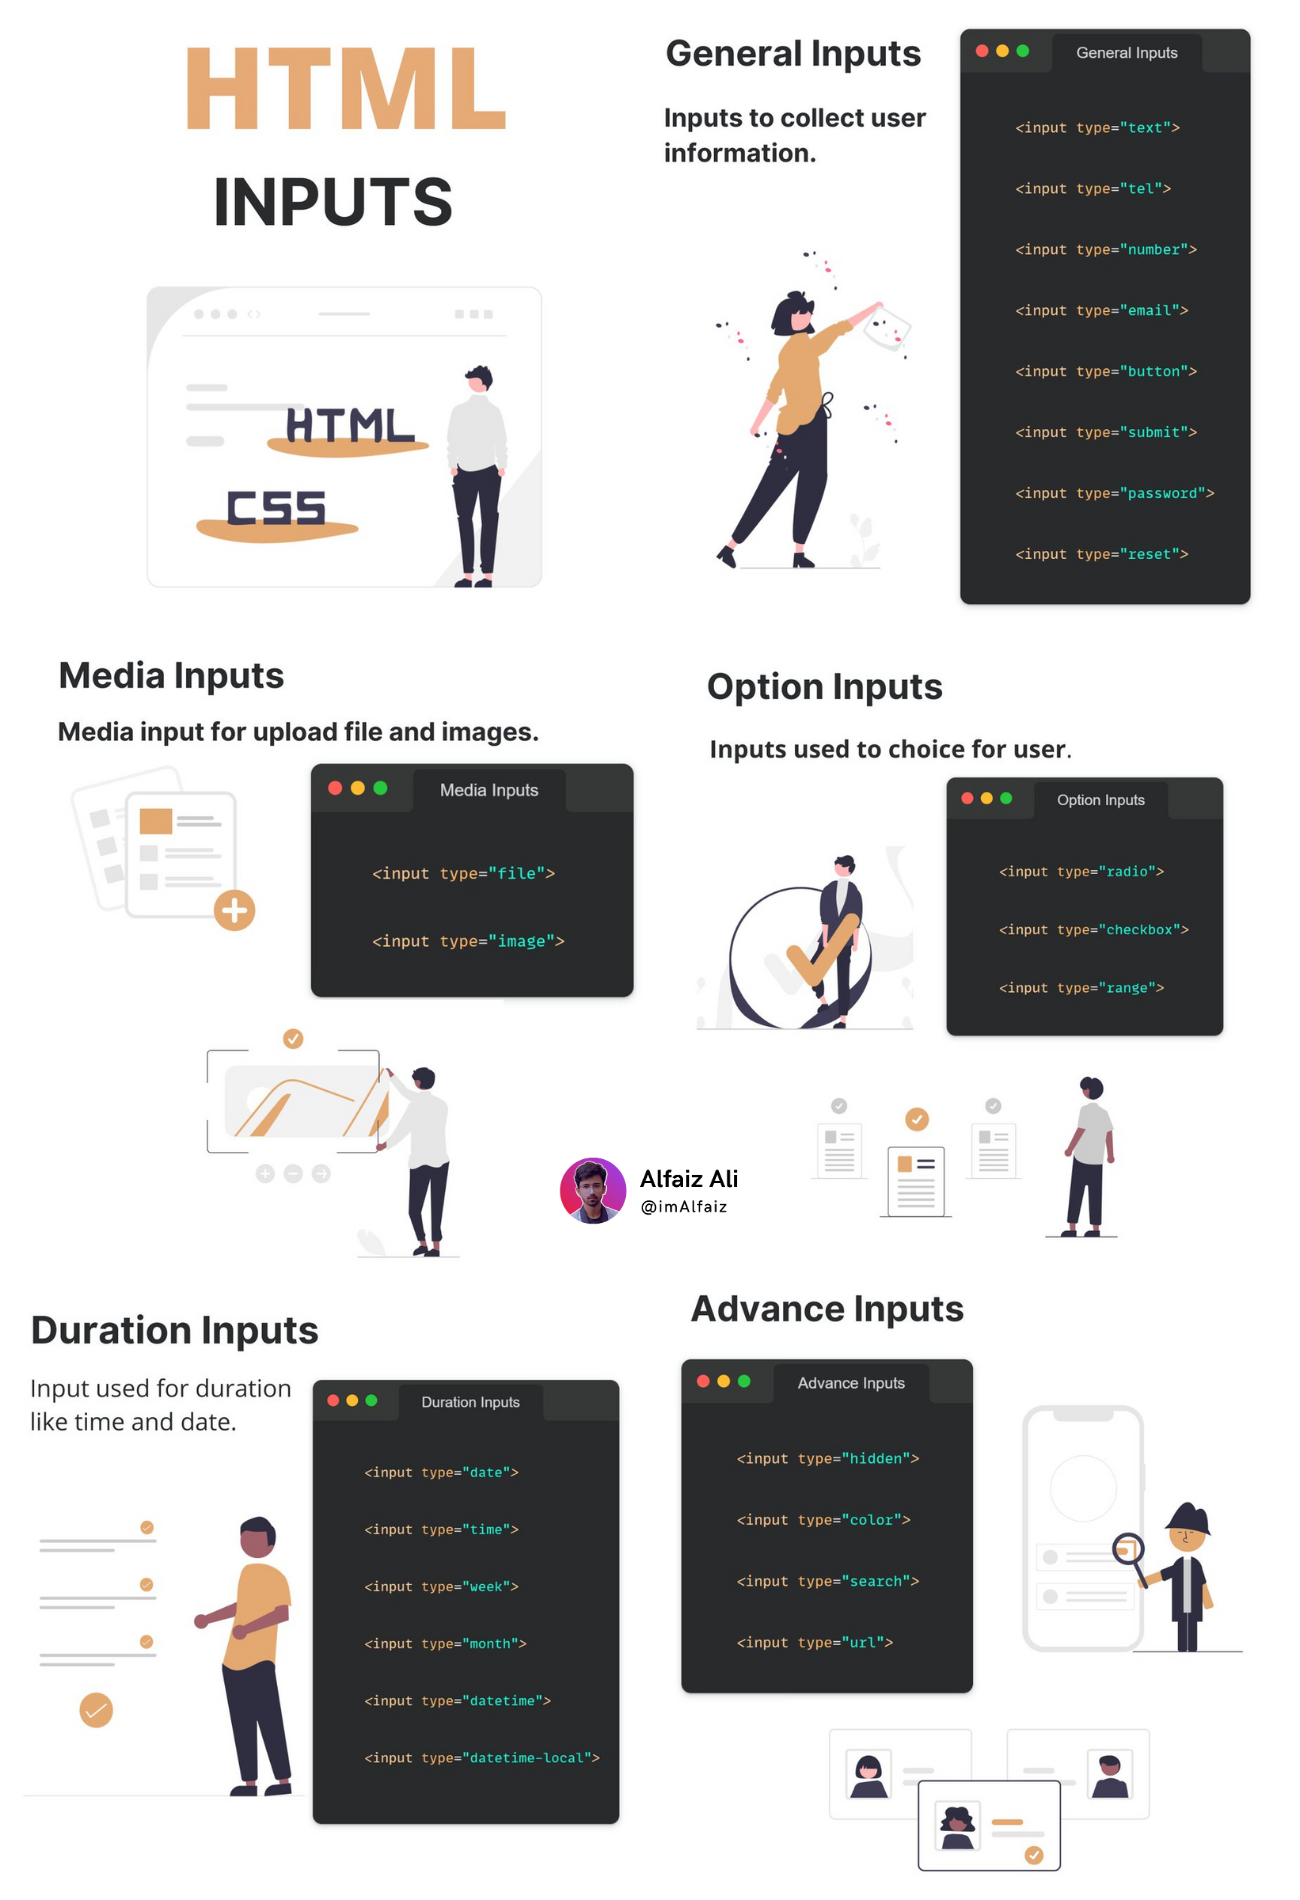 HTML
INPUTS
HTML
CSS
General Inputs
Inputs to collect user
information.
General Inputs
<input type="text">
<input type="tel">
<input type="number">
<input type="email">
<input type="button">
<input type="submit">
<input type="password">
<input type="reset">
Media Inputs
Media input for upload file and images.
Media Inputs
<input type="file">
<input type="image">
Option Inputs
Inputs used to choice for user.
Option Inputs
<input type="radio">
<input type="checkbox">
<input type="range">
Alfaiz Ali
@imAlfaiz
Duration Inputs
Input used for duration
like time and date.
Duration Inputs
<input type="date">
<input type="time">
<input type="week">
<input type="month">
<input type="datetime">
<input type="datetime-local">
Advance Inputs
Advance Inputs
<input type="hidden">
<input type="color">
<input type="search">
<input type="url">